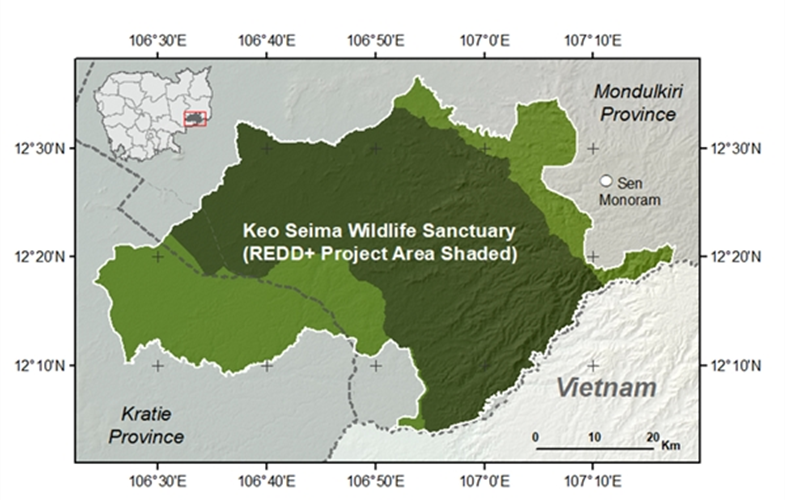 106°30'E 106°40'E 106°50'E 107°0'E 107°10'E
Mondulkiri
Province
12°30'N 12°30'N
Sen
Monoram
Keo Seima Wildlife Sanctuary
(REDD+ Project Area Shaded)
12°20'N 12°20'N
12°10'N 12°10'N
Vietnam
Kratie
Province
0 10 20 Km
106°30'E 106°40'E 106°50'E 107°0'E 107°10'E